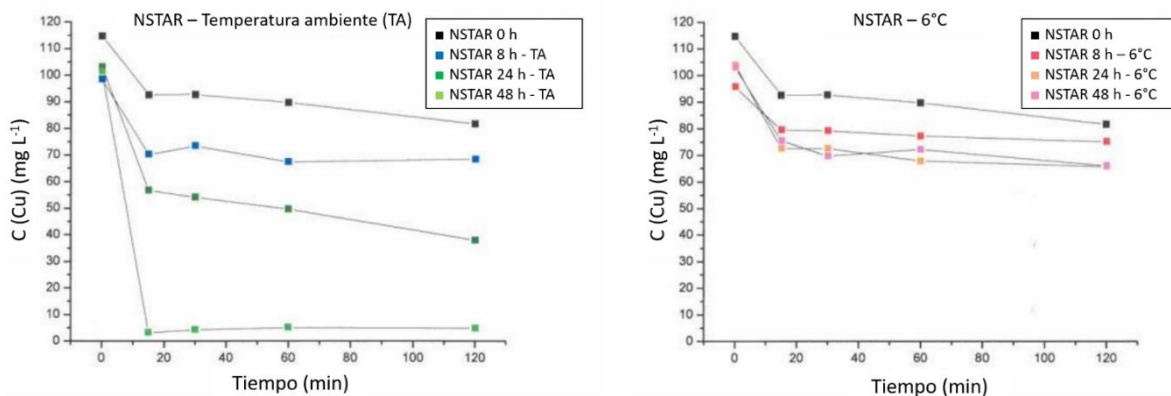 NSTAR – Temperatura ambiente (TA)
NSTAR 0 h
NSTAR 8 h - TA
NSTAR 24 h - TA
NSTAR 48 h - TA
120
110
100
90
80
70
60
50
40
30
20
10
0
C (Cu) (mg L⁻¹)
0 20 40 60 80 100 120
Tiempo (min)
NSTAR – 6°C
NSTAR 0 h
NSTAR 8 h – 6°C
NSTAR 24 h - 6°C
NSTAR 48 h - 6°C
120
110
100
90
80
70
60
50
40
30
20
10
0
C (Cu) (mg L⁻¹)
0 20 40 60 80 100 120
Tiempo (min)